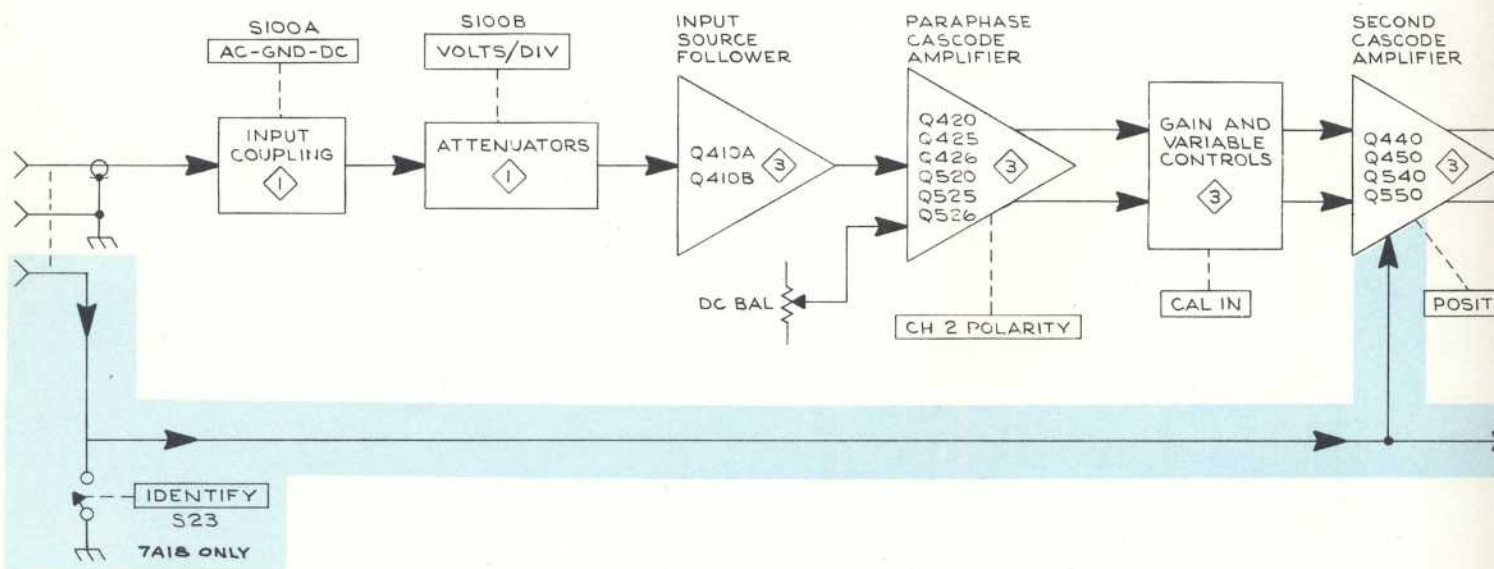 S100A
AC-GND-DC
INPUT
COUPLING
1
S100B
VOLTS/DIV
ATTENUATORS
1
INPUT
SOURCE
FOLLOWER
Q410A
Q410B
3
PARAPHASE
CASCODE
AMPLIFIER
Q420
Q425
Q426
Q520
Q525
Q526
3
DC BAL
CH 2 POLARITY
GAIN AND
VARIABLE
CONTROLS
3
CAL IN
SECOND
CASCODE
AMPLIFIER
Q440
Q450
Q540
Q550
3
POSIT
IDENTIFY
S23
7A18 ONLY